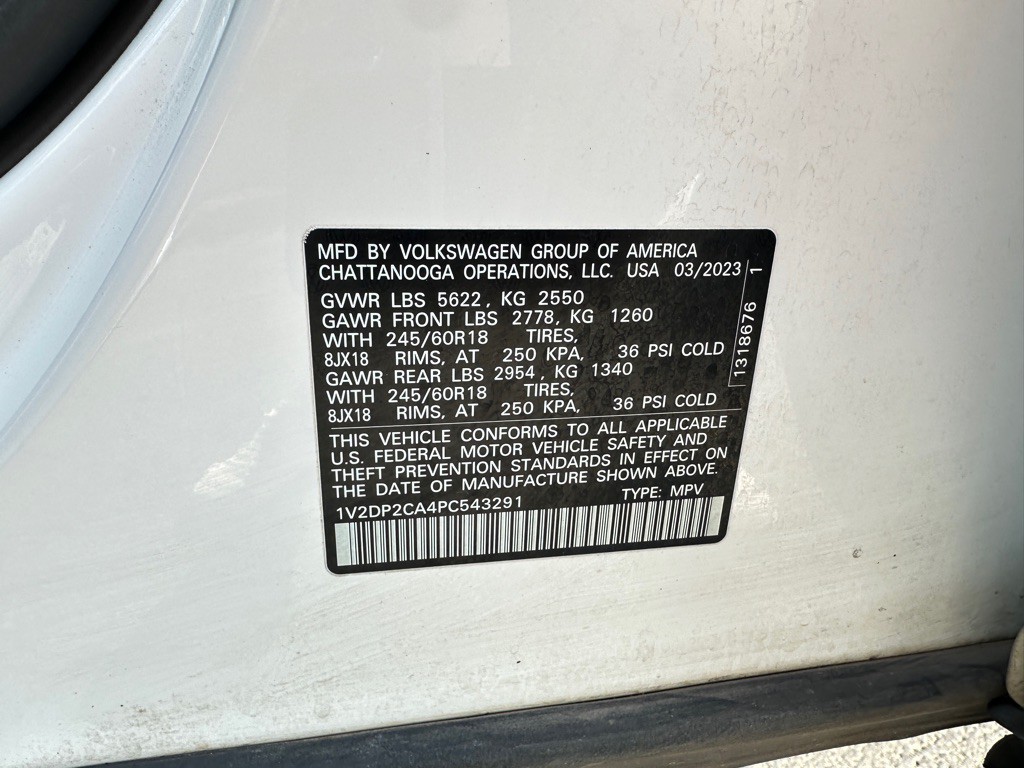 MFD BY VOLKSWAGEN GROUP OF AMERICA
CHATTANOOGA OPERATIONS, LLC. USA 03/2023
GVWR LBS 5622, KG 2550
GAWR FRONT LBS 2778, KG 1260
WITH 245/60R18 TIRES,
8JX18 RIMS, AT 250 KPA, 36 PSI COLD
GAWR REAR LBS 2954, KG 1340
WITH 245/60R18 TIRES,
8JX18 RIMS, AT 250 KPA, 36 PSI COLD
1318676 1
THIS VEHICLE CONFORMS TO ALL APPLICABLE
U.S. FEDERAL MOTOR VEHICLE SAFETY AND
THEFT PREVENTION STANDARDS IN EFFECT ON
THE DATE OF MANUFACTURE SHOWN ABOVE.
1V2DP2CA4PC543291 TYPE: MPV